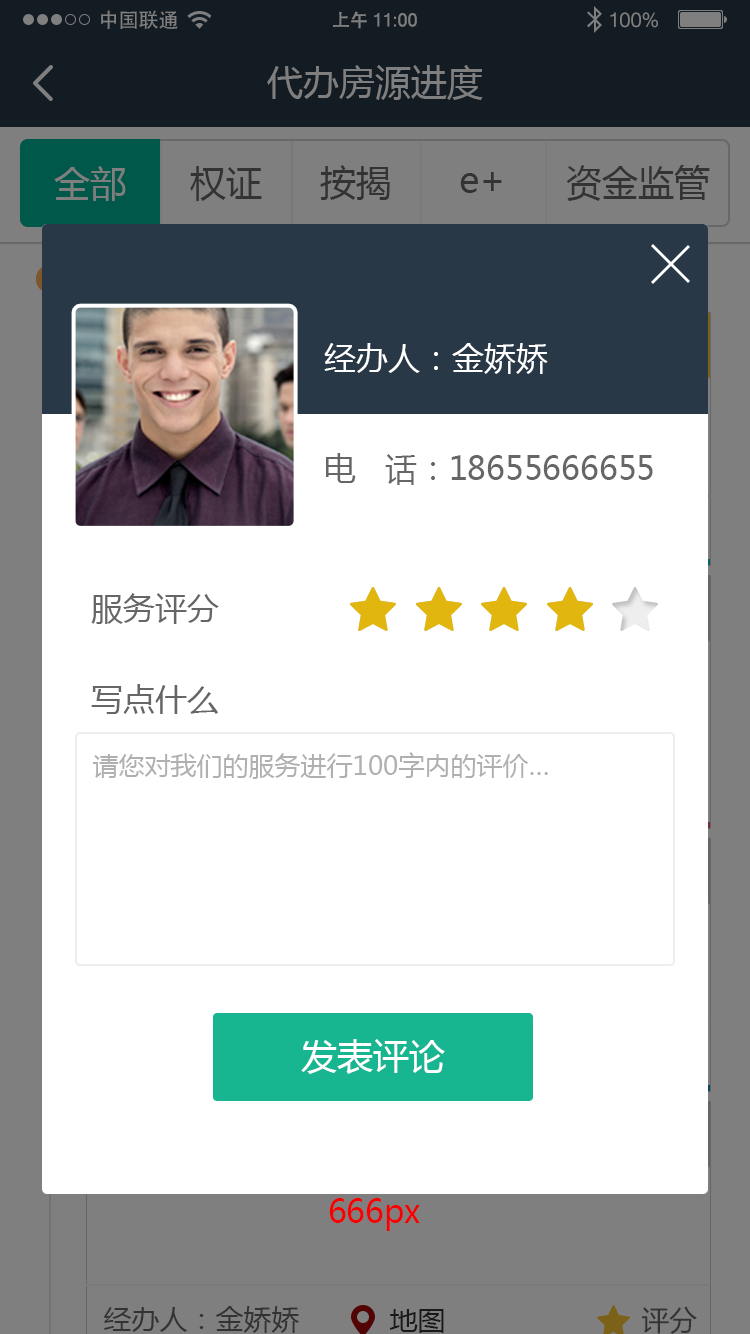 中国联通 上午 11:00 100%
代办房源进度
全部 权证 按揭 e+ 资金监管
经办人：金娇娇
电 话：18655666655
服务评分
写点什么
请您对我们的服务进行100字内的评价...
发表评论
666px
经办人：金娇娇 地图 评分